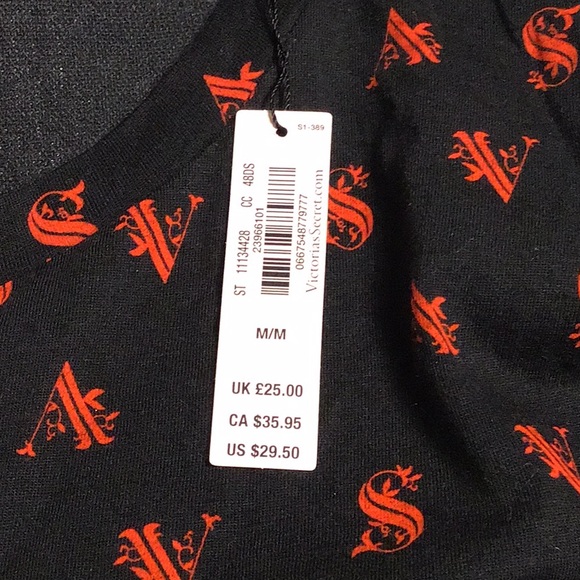 S1-389
ST 11134428 CC 48DS
23966101
0667548779777
VictoriasSecret.com
M/M
UK £25.00
CA $35.95
US $29.50